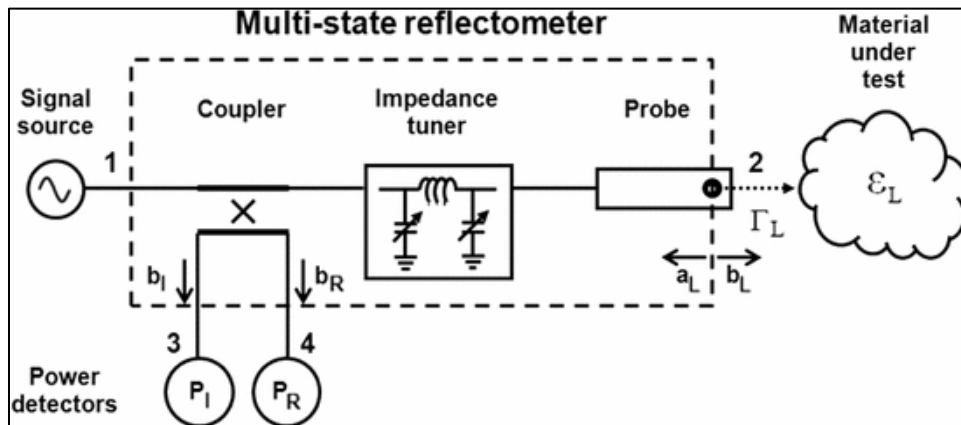 Multi-state reflectometer
Material
under
test
Signal
source
Coupler
Impedance
tuner
Probe
1
2
ε_L
Γ_L
b_I
b_R
a_L
b_L
3
4
Power
detectors
P_I
P_R